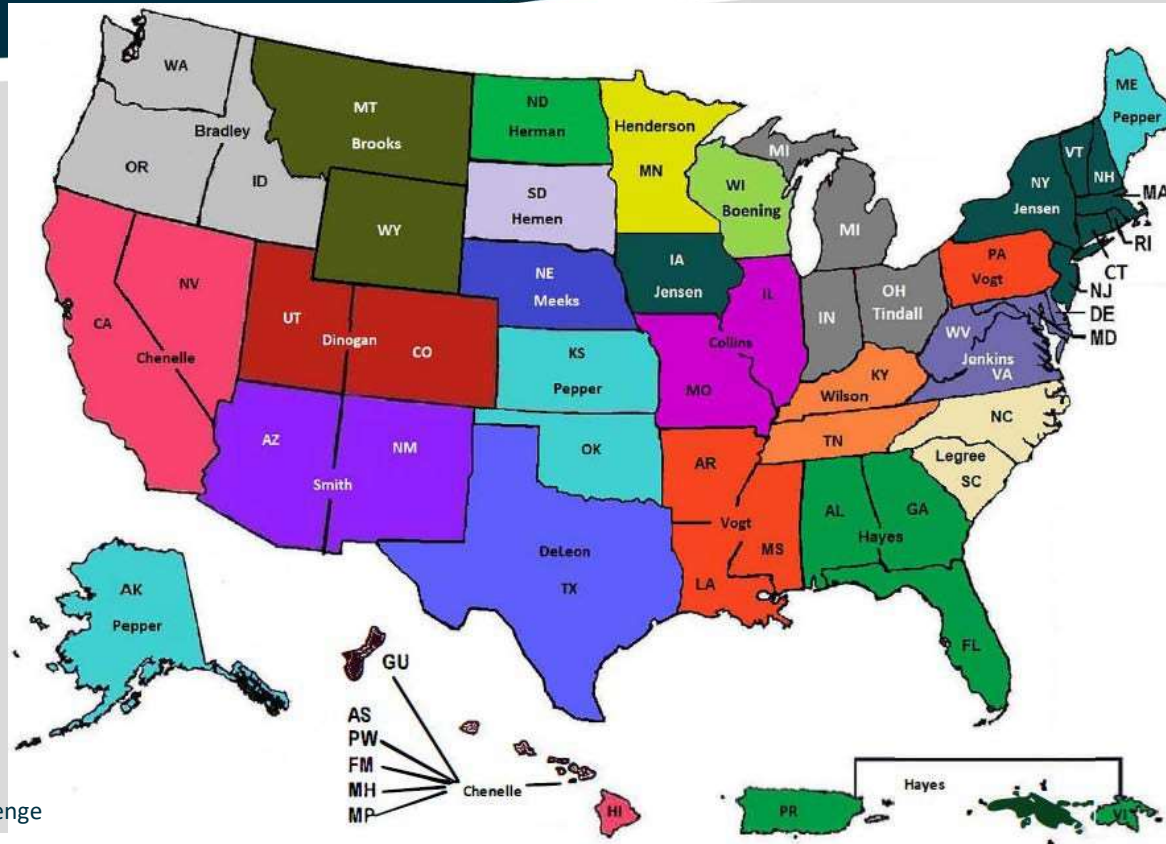 WA
MT
Brooks
ND
Herman
Henderson
MN
MI
ME
Pepper
Bradley
OR
ID
WY
SD
Hemen
WI
Boening
MI
VT
NH
MA
NY
Jensen
RI
CT
NJ
DE
MD
NV
CA
Chenelle
UT
Dinogan
CO
NE
Meeks
IA
Jensen
IL
Collins
MO
IN
OH
Tindall
PA
Vogt
WV
Jenkins
VA
KS
Pepper
KY
Wilson
TN
NC
Legree
SC
AZ
NM
Smith
OK
AR
Vogt
LA
MS
AL
GA
Hayes
FL
DeLeon
TX
AK
Pepper
GU
AS
PW
FM
MH
MP
Chenelle
HI
Hayes
PR
VI
enge